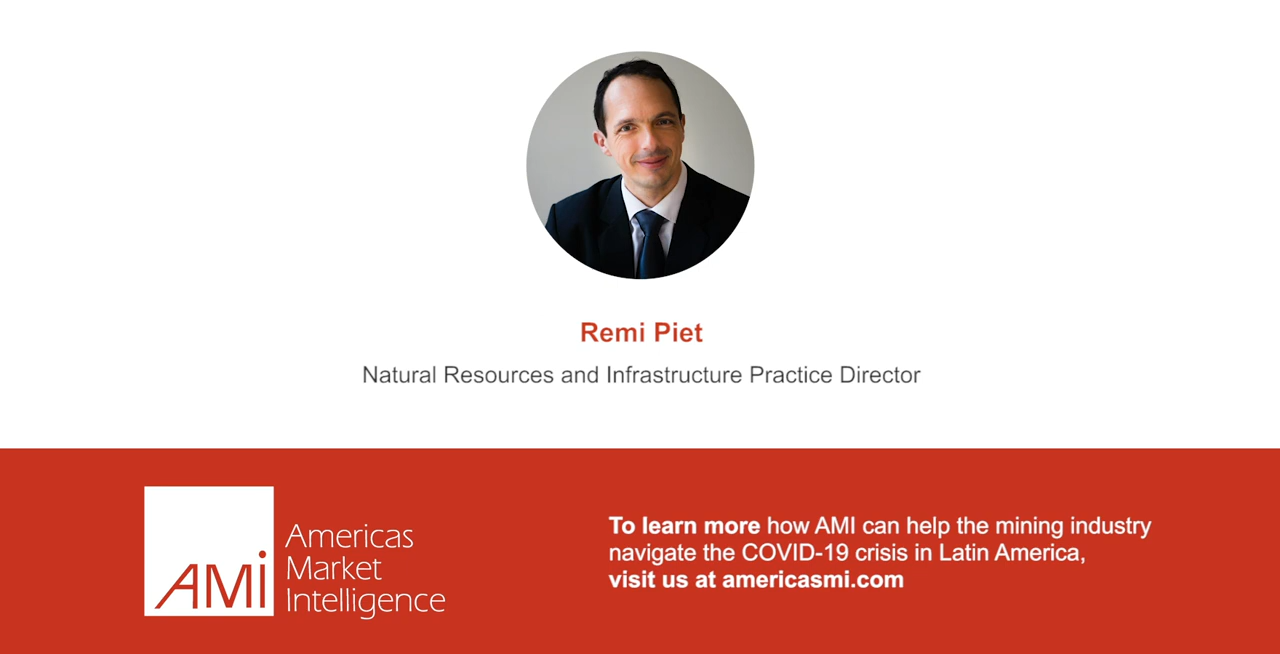 Remi Piet
Natural Resources and Infrastructure Practice Director
AMi
Americas
Market
Intelligence
To learn more how AMI can help the mining industry
navigate the COVID-19 crisis in Latin America,
visit us at americasmi.com